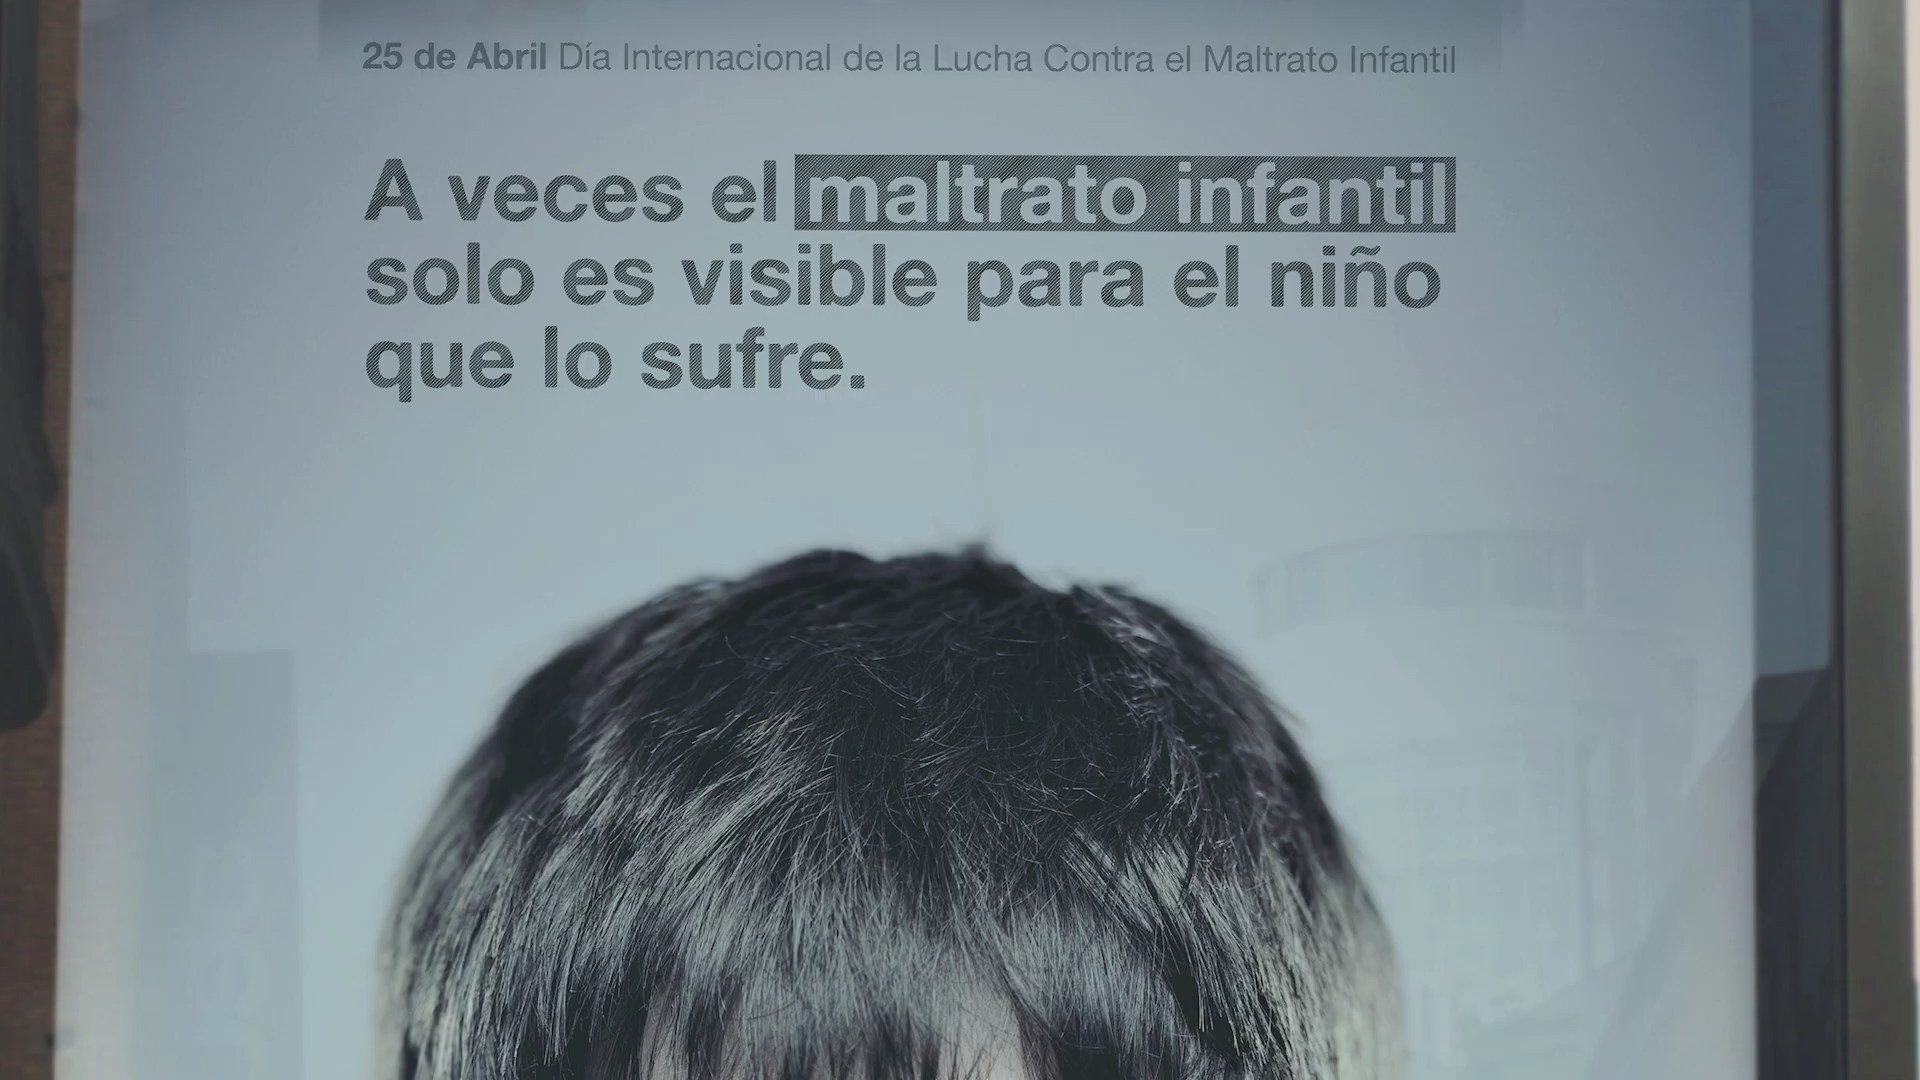 25 de Abril Día Internacional de la Lucha Contra el Maltrato Infantil
A veces el maltrato infantil
solo es visible para el niño
que lo sufre.